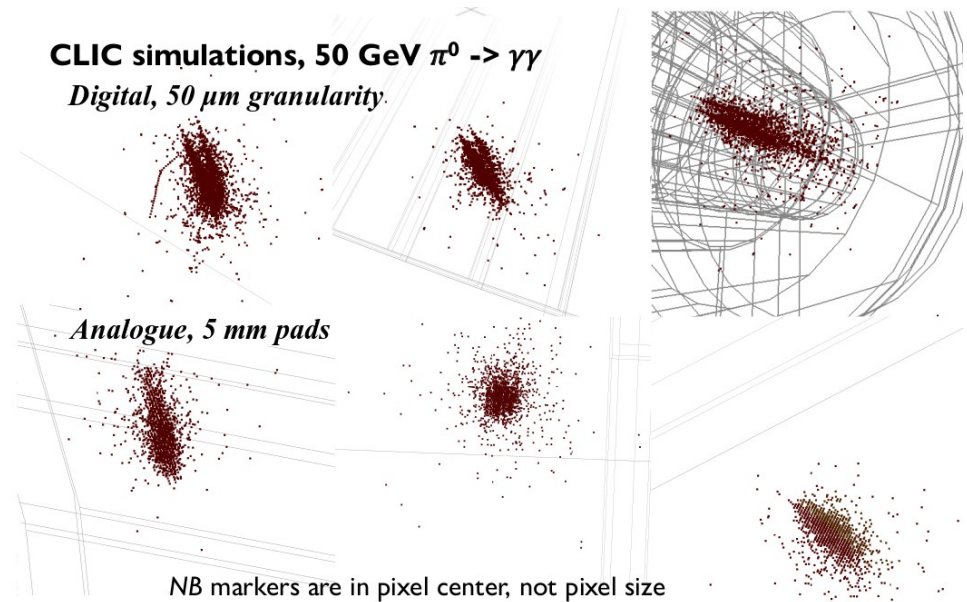 CLIC simulations, 50 GeV π⁰ -> γγ
Digital, 50 µm granularity.
Analogue, 5 mm pads
NB markers are in pixel center, not pixel size